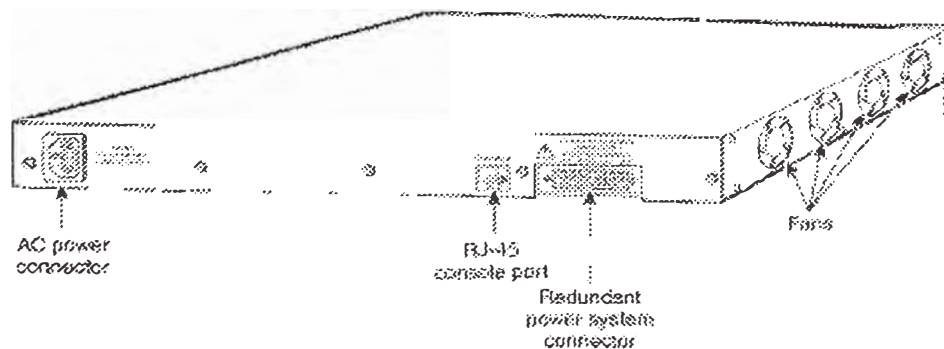 AC power
connector
RJ-45
console port
Redundant
power system
connector
Fans